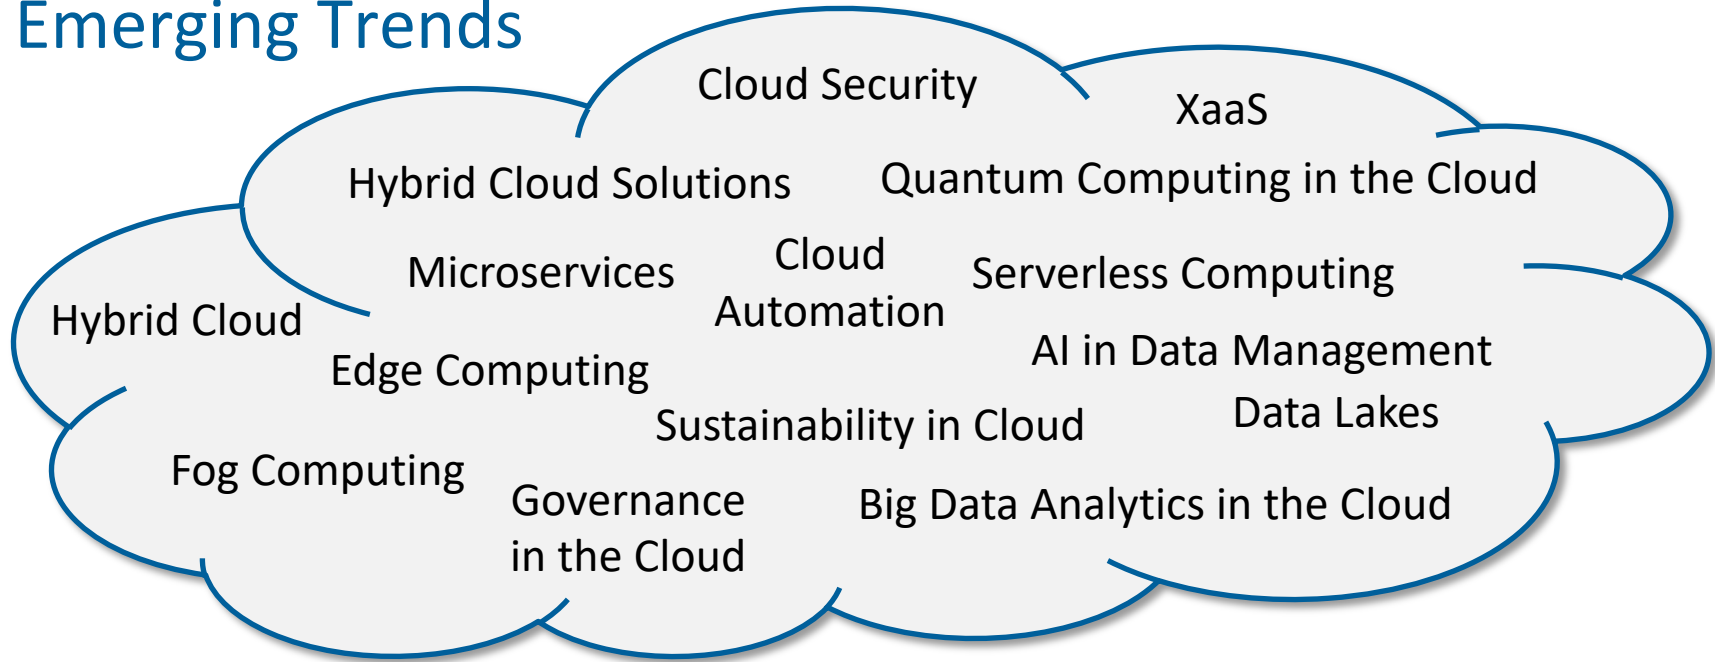 Emerging Trends
Cloud Security
XaaS
Hybrid Cloud Solutions
Quantum Computing in the Cloud
Microservices
Cloud
Automation
Serverless Computing
Hybrid Cloud
Edge Computing
AI in Data Management
Sustainability in Cloud
Data Lakes
Fog Computing
Governance
in the Cloud
Big Data Analytics in the Cloud